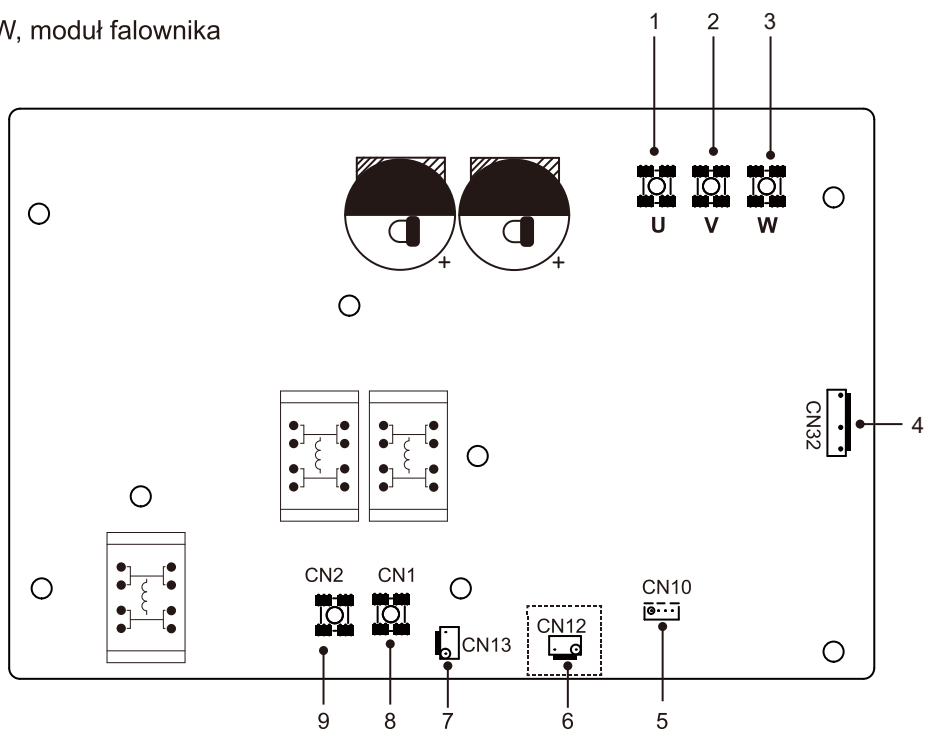 W, moduł falownika
1 2 3
U V W
CN32
4
CN2 CN1 CN10
CN12
CN13
9 8 7 6 5